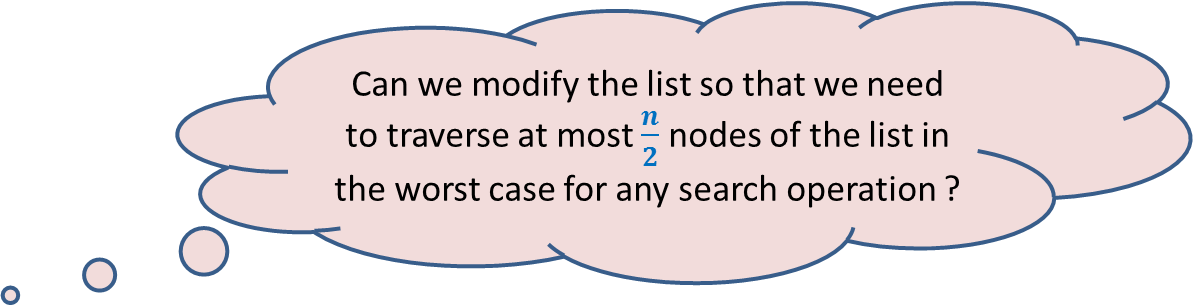 Can we modify the list so that we need
to traverse at most n/2 nodes of the list in
the worst case for any search operation ?